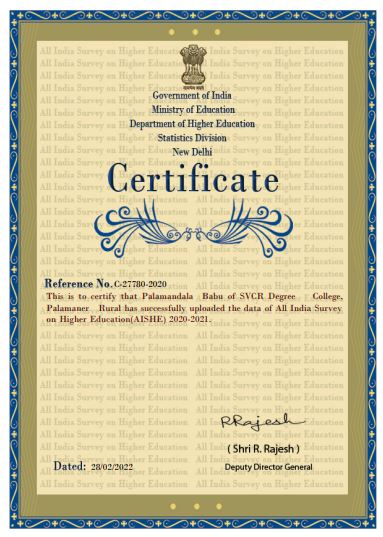 Government of India
Ministry of Education
Department of Higher Education
Statistics Division
New Delhi
Certificate
Reference No. C-27780-2020
This is to certify that Palamandala Babu of SVCR Degree College,
Palamaner Rural has successfully uploaded the data of All India Survey
on Higher Education(AISHE) 2020-2021.
RRajesh
( Shri R. Rajesh )
Dated: 28/02/2022
Deputy Director General